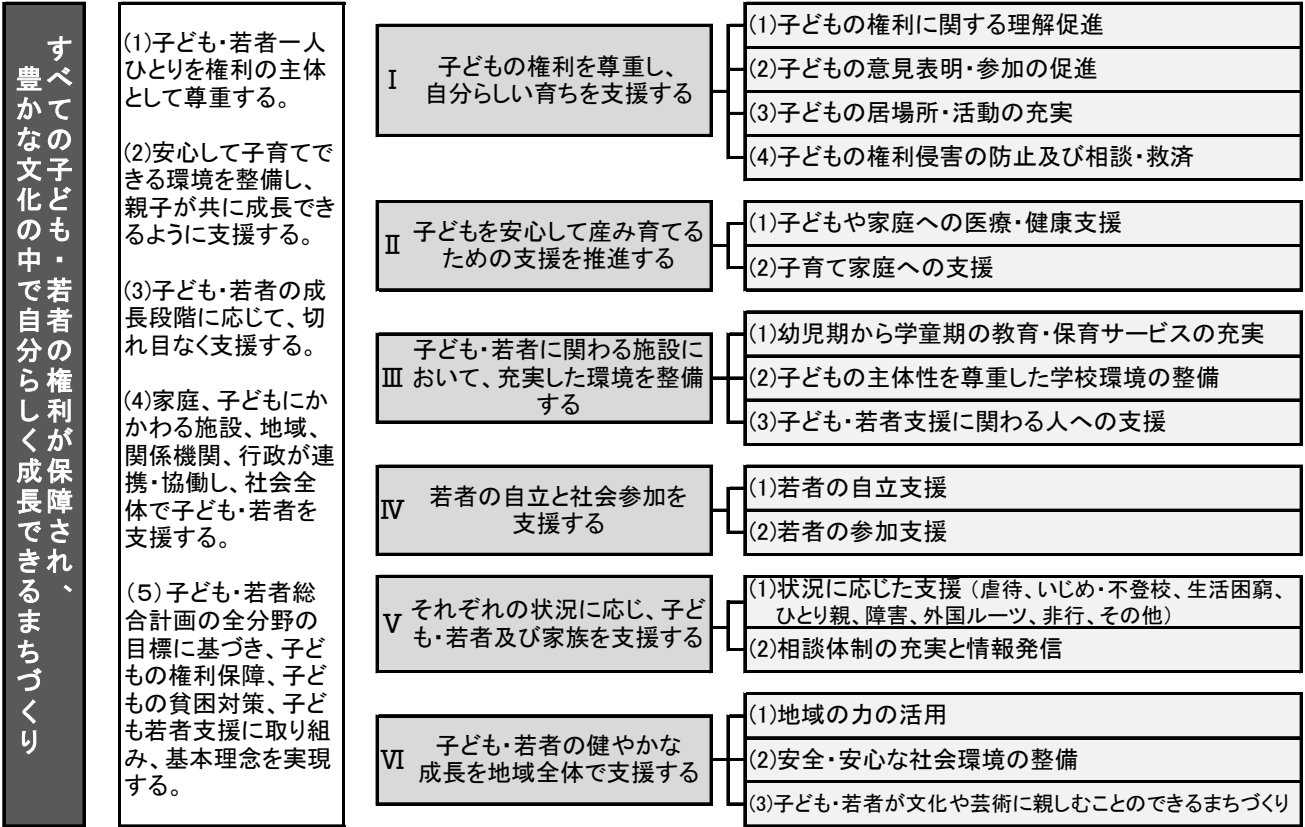 すべての子ども・若者の権利が保障され、
豊かな文化の中で自分らしく成長できるまちづくり
(1)子ども・若者一人
ひとりを権利の主体
として尊重する。
(2)安心して子育てで
きる環境を整備し、
親子が共に成長でき
るように支援する。
(3)子ども・若者の成
長段階に応じて、切
れ目なく支援する。
(4)家庭、子どもにか
かわる施設、地域、
関係機関、行政が連
携・協働し、社会全
体で子ども・若者を
支援する。
(5)子ども・若者総
合計画の全分野の
目標に基づき、子ど
もの権利保障、子ど
もの貧困対策、子ど
も若者支援に取り組
み、基本理念を実現
する。
Ⅰ 子どもの権利を尊重し、
自分らしい育ちを支援する
(1)子どもの権利に関する理解促進
(2)子どもの意見表明・参加の促進
(3)子どもの居場所・活動の充実
(4)子どもの権利侵害の防止及び相談・救済
Ⅱ 子どもを安心して産み育てる
ための支援を推進する
(1)子どもや家庭への医療・健康支援
(2)子育て家庭への支援
子ども・若者に関わる施設に
Ⅲ おいて、充実した環境を整備
する
(1)幼児期から学童期の教育・保育サービスの充実
(2)子どもの主体性を尊重した学校環境の整備
(3)子ども・若者支援に関わる人への支援
Ⅳ 若者の自立と社会参加を
支援する
(1)若者の自立支援
(2)若者の参加支援
Ⅴ それぞれの状況に応じ、子ど
も・若者及び家族を支援する
(1)状況に応じた支援（虐待、いじめ・不登校、生活困窮、
ひとり親、障害、外国ルーツ、非行、その他）
(2)相談体制の充実と情報発信
Ⅵ 子ども・若者の健やかな
成長を地域全体で支援する
(1)地域の力の活用
(2)安全・安心な社会環境の整備
(3)子ども・若者が文化や芸術に親しむことのできるまちづくり